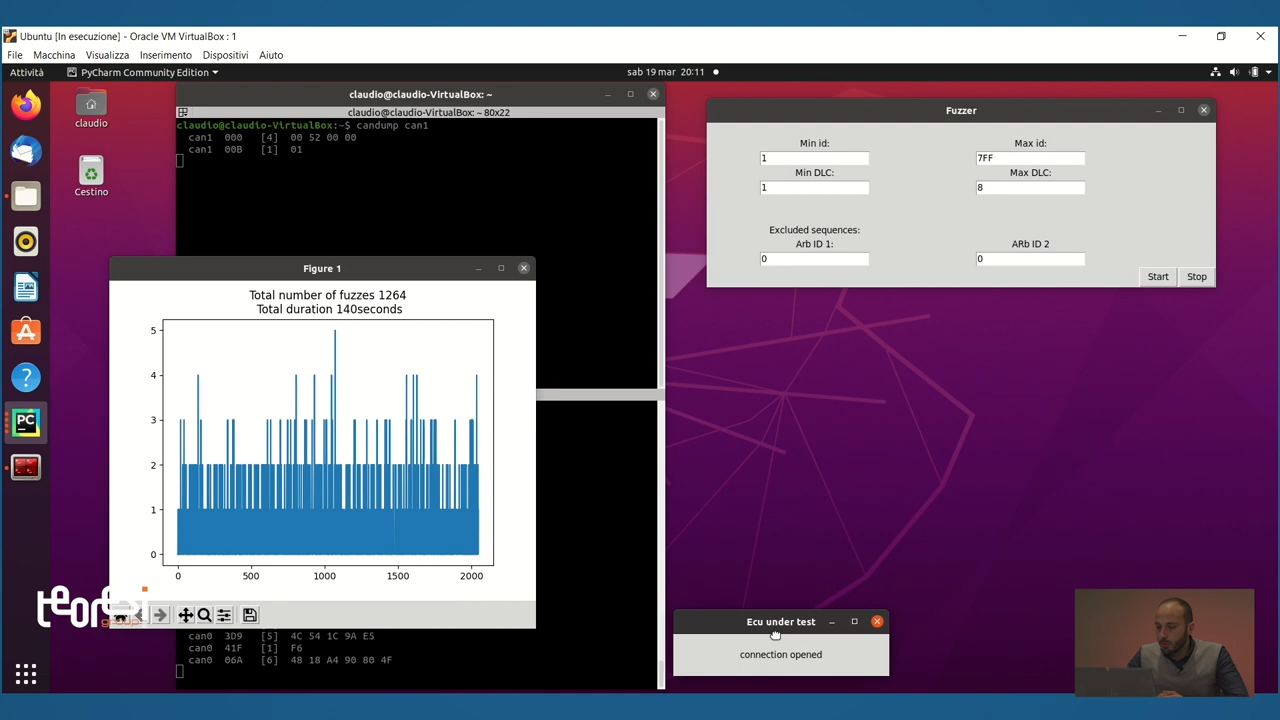 Ubuntu [In esecuzione] - Oracle VM VirtualBox : 1
File Macchina Visualizza Inserimento Dispositivi Aiuto
Attività PyCharm Community Edition sab 19 mar 20:11
claudio
Cestino
claudio@claudio-VirtualBox: ~
claudio@claudio-VirtualBox: ~ 80x22
claudio@claudio-VirtualBox:~$ candump can1
can1 000 [4] 00 52 00 00
can1 00B [1] 01
Fuzzer
Min id: Max id:
1 7FF
Min DLC: Max DLC:
1 8
Excluded sequences:
Arb ID 1: ARb ID 2
0 0
Start Stop
Figure 1
Total number of fuzzes 1264
Total duration 140seconds
5
4
3
2
1
0
0 500 1000 1500 2000
PC
teoresi
group
can0 3D9 [5] 4C 54 1C 9A E5
can0 41F [1] F6
can0 06A [6] 48 18 A4 90 80 4F
Ecu under test
connection opened